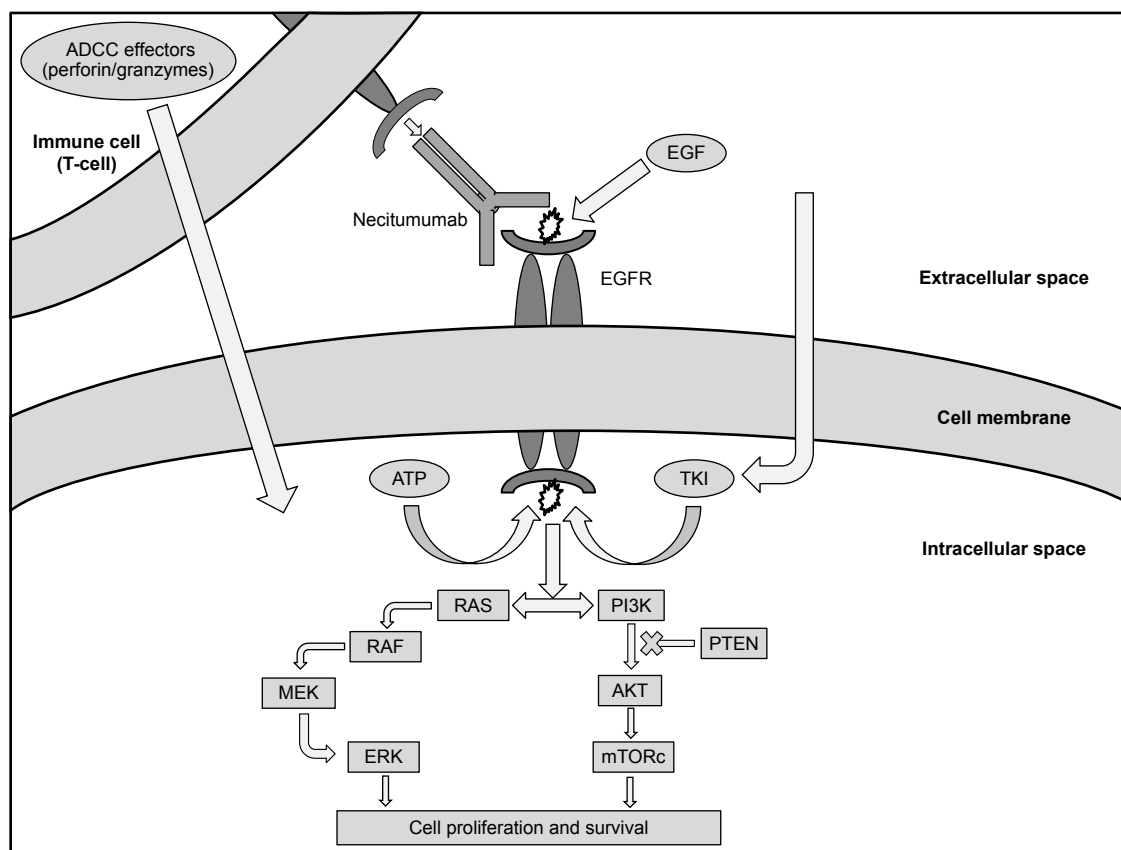 ADCC effectors
(perforin/granzymes)
Immune cell
(T-cell)
EGF
Necitumumab
EGFR
Extracellular space
Cell membrane
ATP
TKI
Intracellular space
RAS
PI3K
RAF
PTEN
MEK
AKT
ERK
mTORc
Cell proliferation and survival